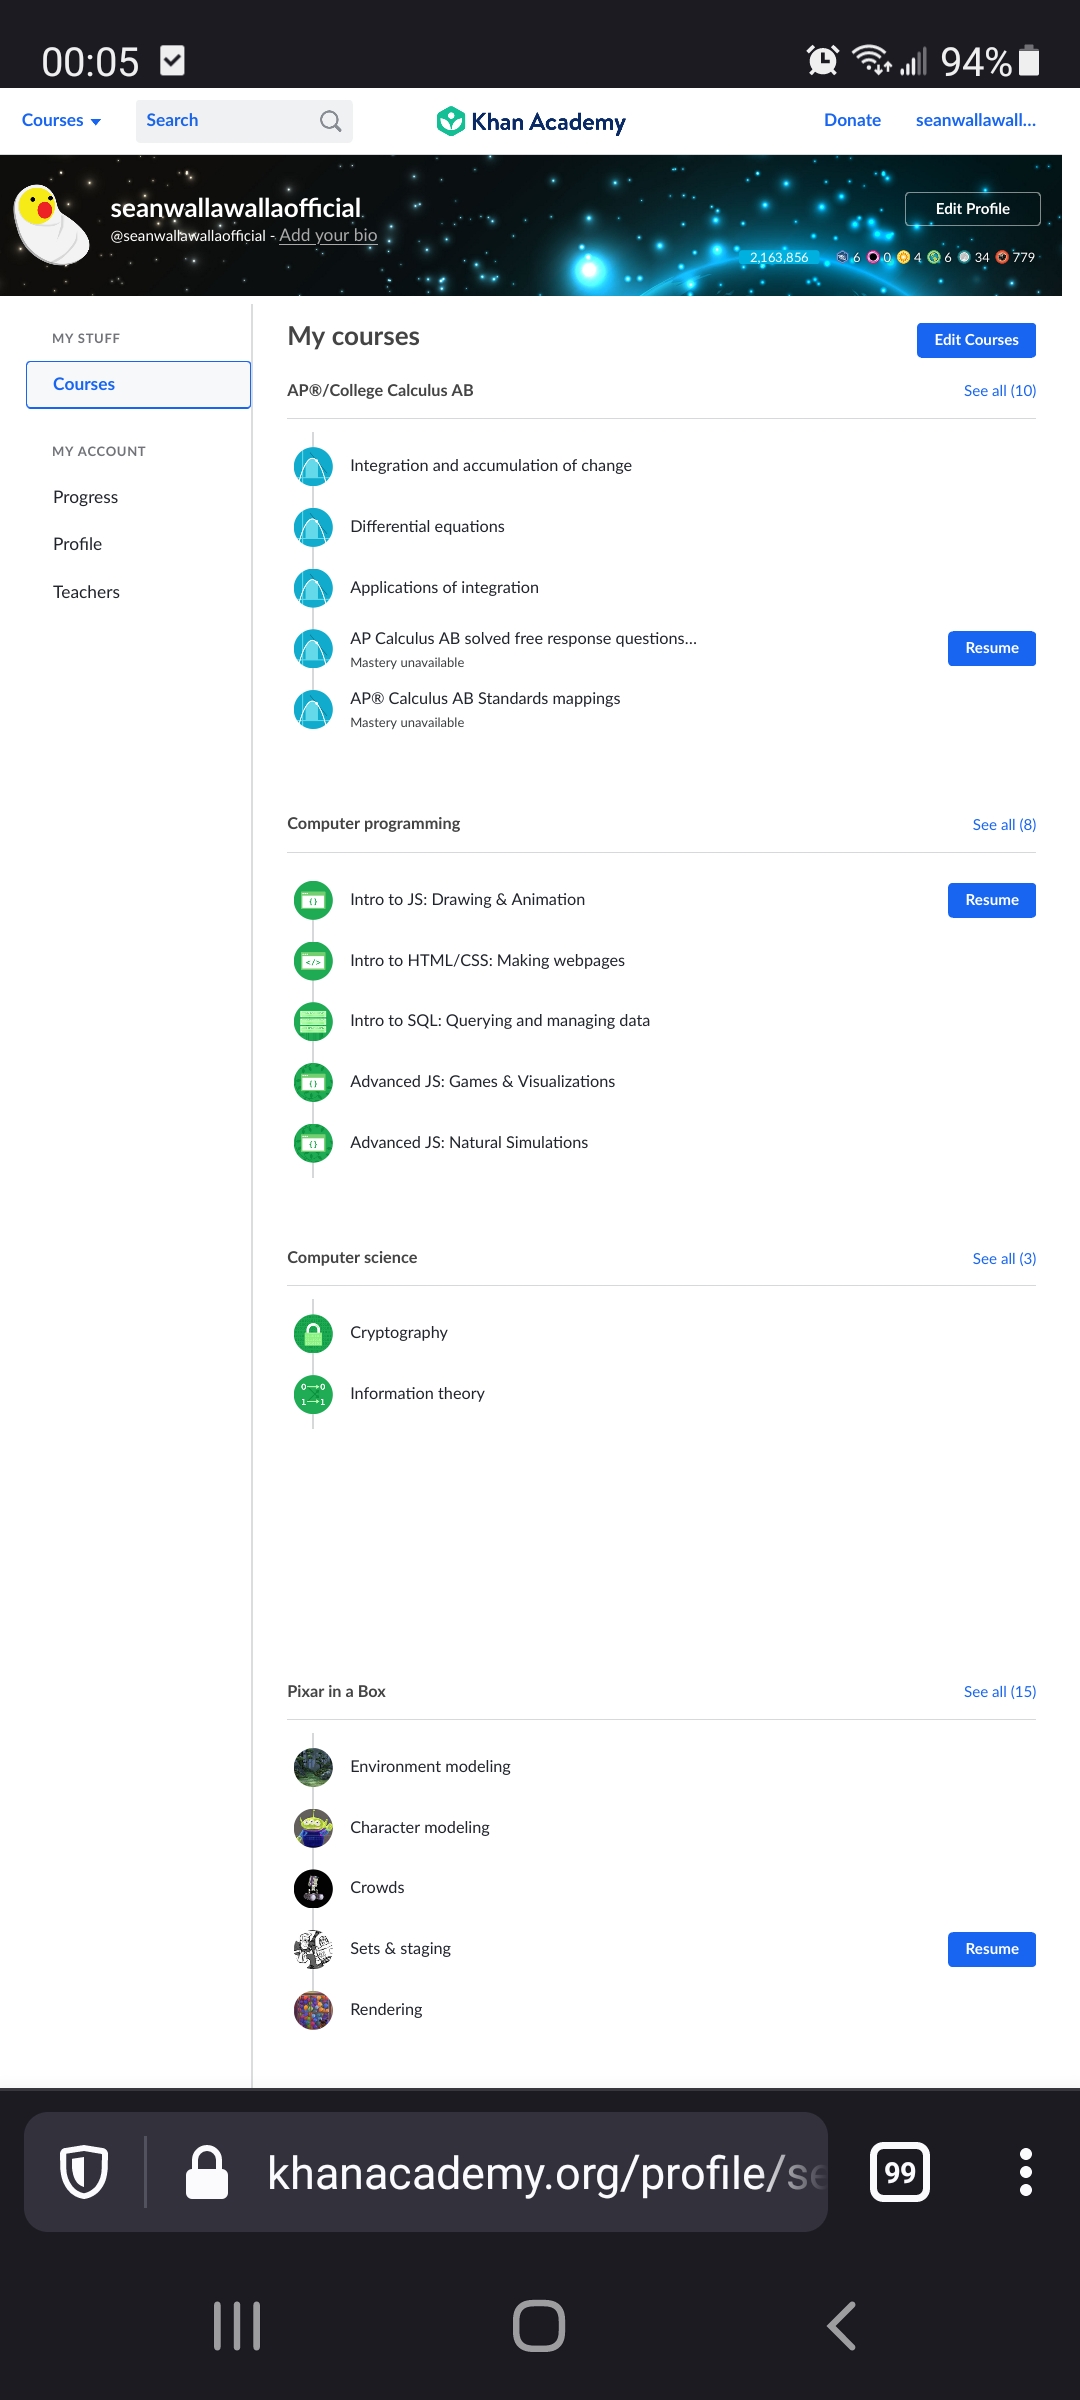 00:05
94%
Courses
Search
Khan Academy
Donate
seanwallawall...
seanwallawallaofficial
@seanwallawallaofficial - Add your bio
Edit Profile
2,163,856 6 0 4 6 34 779
MY STUFF
Courses
MY ACCOUNT
Progress
Profile
Teachers
My courses
Edit Courses
AP®/College Calculus AB
See all (10)
Integration and accumulation of change
Differential equations
Applications of integration
AP Calculus AB solved free response questions...
Mastery unavailable
Resume
AP® Calculus AB Standards mappings
Mastery unavailable
Computer programming
See all (8)
Intro to JS: Drawing & Animation
Resume
Intro to HTML/CSS: Making webpages
Intro to SQL: Querying and managing data
Advanced JS: Games & Visualizations
Advanced JS: Natural Simulations
Computer science
See all (3)
Cryptography
Information theory
Pixar in a Box
See all (15)
Environment modeling
Character modeling
Crowds
Sets & staging
Resume
Rendering
khanacademy.org/profile/se
99